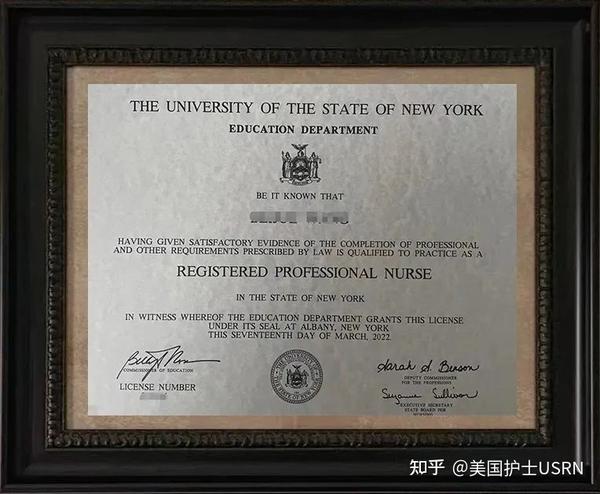 THE UNIVERSITY OF THE STATE OF NEW YORK
EDUCATION DEPARTMENT
BE IT KNOWN THAT
HAVING GIVEN SATISFACTORY EVIDENCE OF THE COMPLETION OF PROFESSIONAL
AND OTHER REQUIREMENTS PRESCRIBED BY LAW IS QUALIFIED TO PRACTICE AS A
REGISTERED PROFESSIONAL NURSE
IN THE STATE OF NEW YORK
IN WITNESS WHEREOF THE EDUCATION DEPARTMENT GRANTS THIS LICENSE
UNDER ITS SEAL AT ALBANY, NEW YORK
THIS SEVENTEENTH DAY OF MARCH, 2022
COMMISSIONER OF EDUCATION
LICENSE NUMBER
Sarah S. Benson
DEPUTY COMMISSIONER
FOR THE PROFESSIONS
Suzanne Sullivan
EXECUTIVE SECRETARY
STATE BOARD FOR
知乎 @美国护士USRN